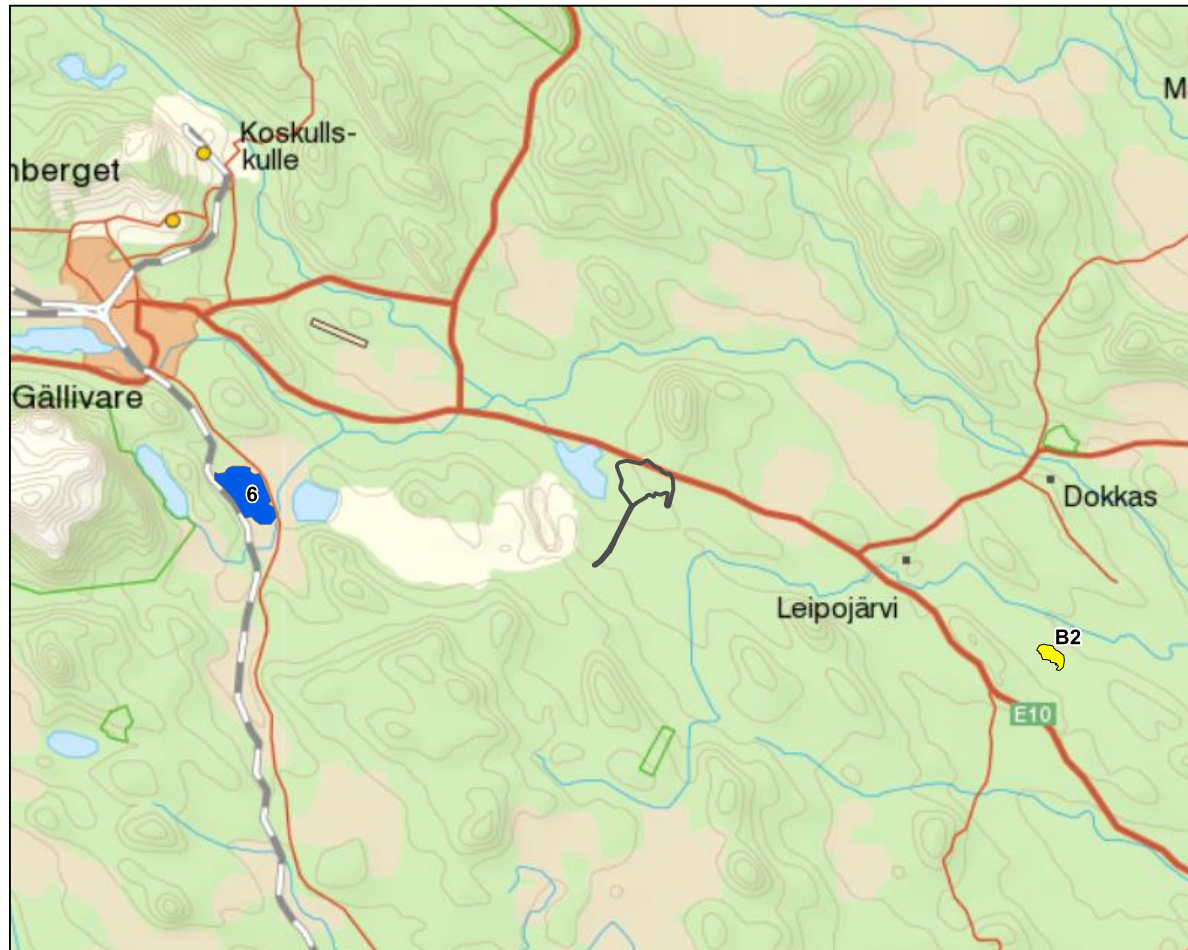 M
Koskulls-
kulle
nberget
Gällivare
6
Dokkas
Leipojärvi
B2
E10